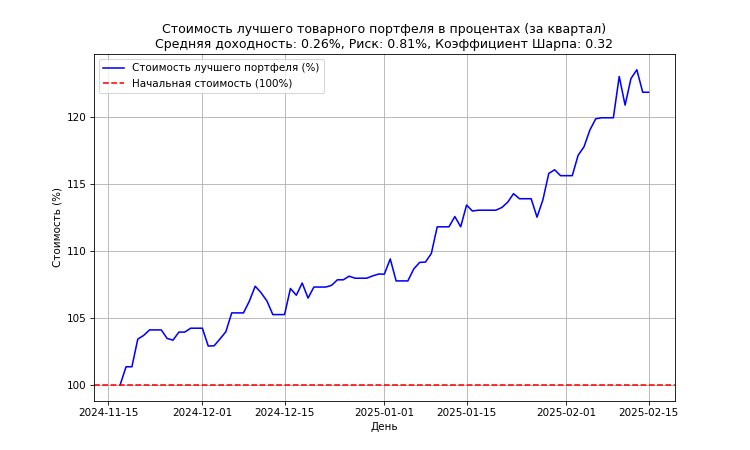 Стоимость лучшего товарного портфеля в процентах (за квартал)
Средняя доходность: 0.26%, Риск: 0.81%, Коэффициент Шарпа: 0.32
Стоимость лучшего портфеля (%)
Начальная стоимость (100%)
Стоимость (%)
120
115
110
105
100
2024-11-15
2024-12-01
2024-12-15
2025-01-01
2025-01-15
2025-02-01
2025-02-15
День